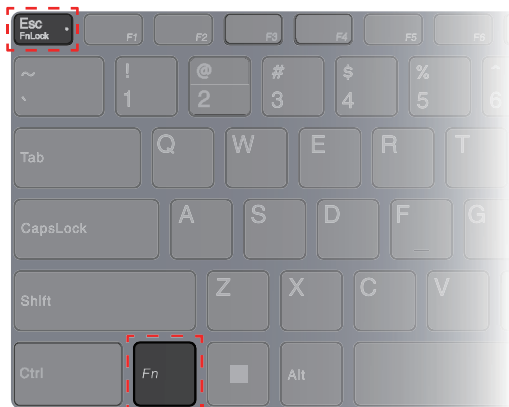 Esc
FnLock
F1
F2
F3
F4
F5
F6
~
`
!
1
@
2
#
3
$
4
%
5
^
6
Tab
Q
W
E
R
T
CapsLock
A
S
D
F
G
Shift
Z
X
C
V
Ctrl
Fn
Alt